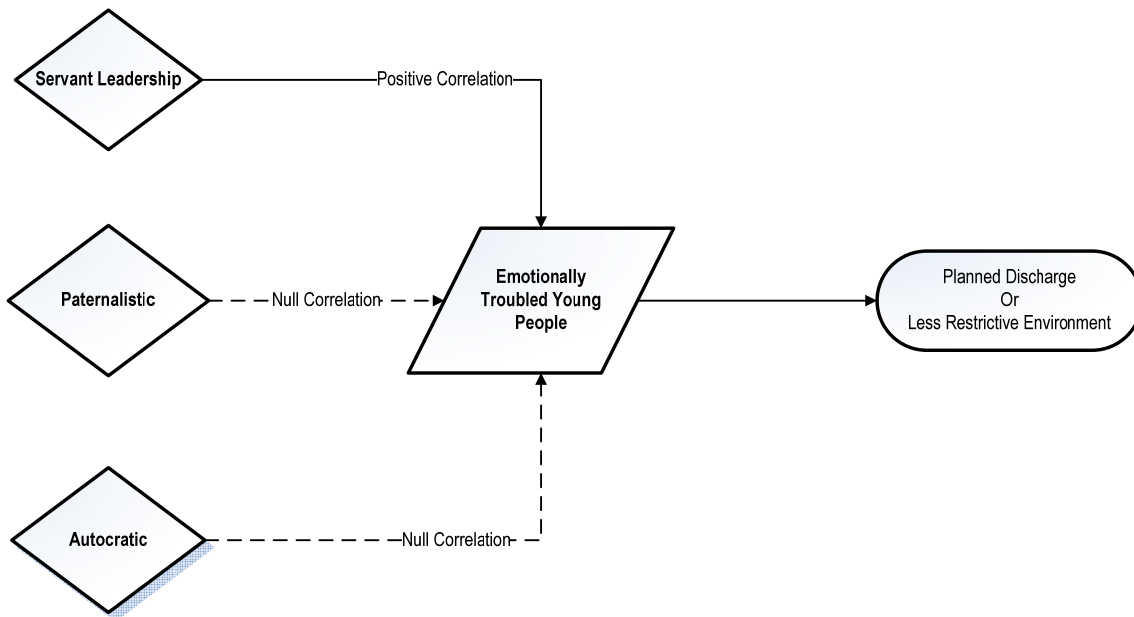 Servant Leadership
Positive Correlation
Paternalistic
Null Correlation
Emotionally
Troubled Young
People
Planned Discharge
Or
Less Restrictive Environment
Autocratic
Null Correlation